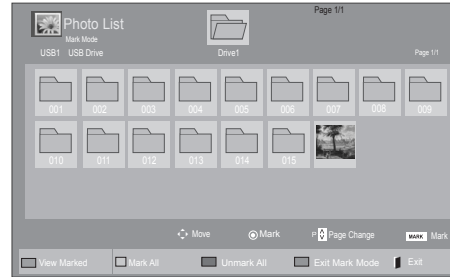 Page 1/1
Photo List
Mark Mode
USB1 USB Drive Drive1 Page 1/1
001 002 003 004 005 006 007 008 009
010 011 012 013 014 015
Move Mark P Page Change MARK Mark
View Marked Mark All Unmark All Exit Mark Mode Exit